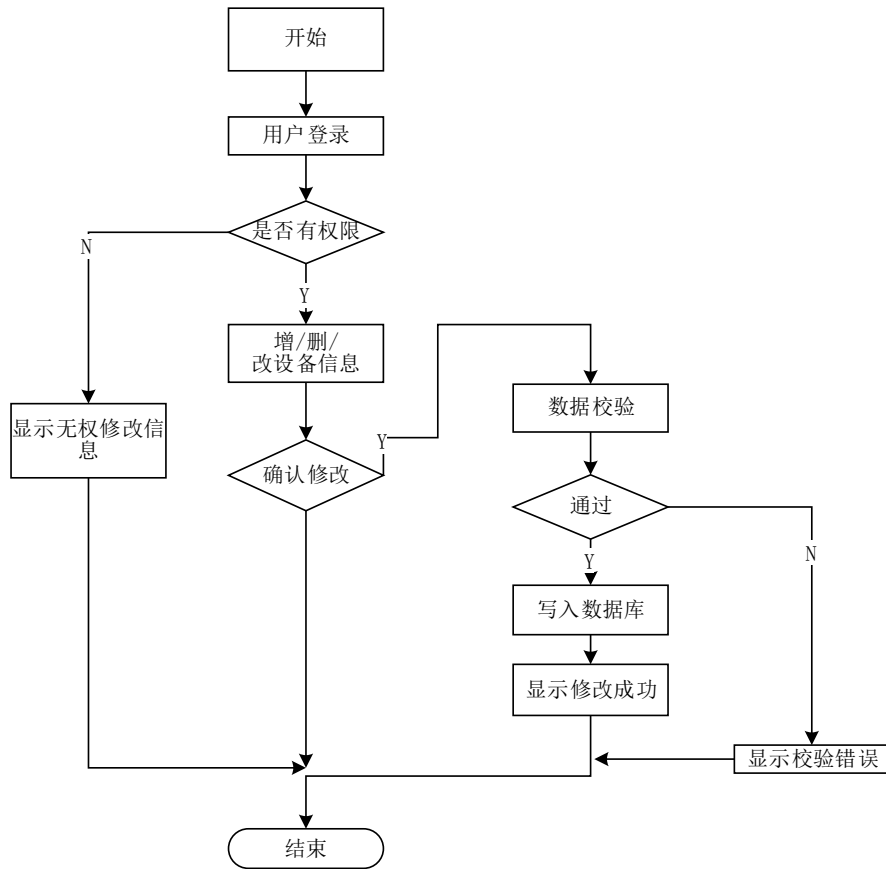 开始
用户登录
是否有权限
N
Y
增/删/
改设备信息
数据校验
显示无权修改信
息
Y
确认修改
通过
N
Y
写入数据库
显示修改成功
显示校验错误
结束